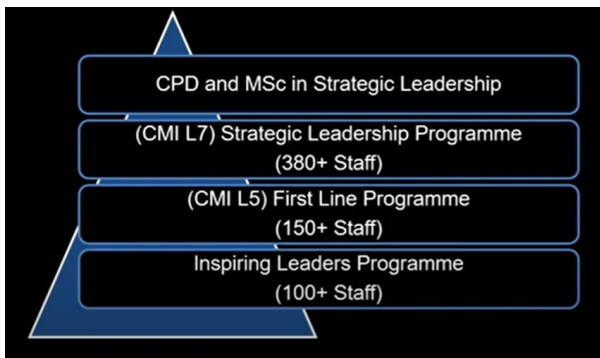 CPD and MSc in Strategic Leadership
(CMI L7) Strategic Leadership Programme
(380+ Staff)
(CMI L5) First Line Programme
(150+ Staff)
Inspiring Leaders Programme
(100+ Staff)